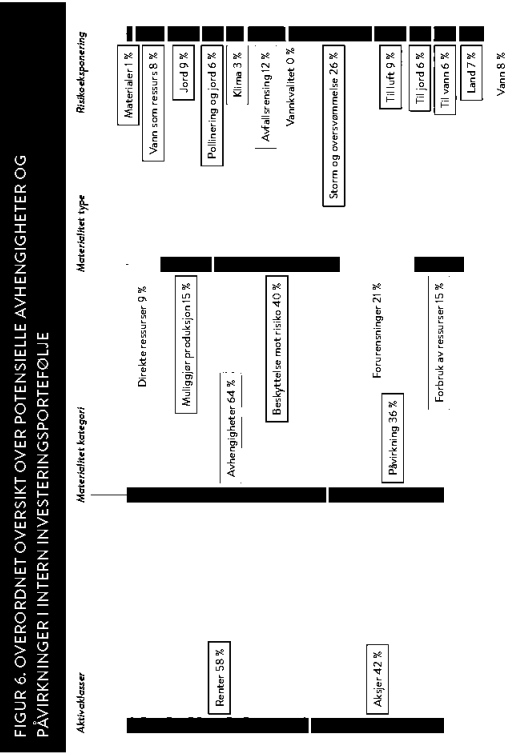 FIGUR 6. OVERORDNET OVERSIKT OVER POTENSIELLE AVHENGIGHETER OG
PÅVIRKNINGER I INTERN INVESTERINGSPORTEFØLJE
Aktivaklasser
Renter 58 %
Aksjer 42 %
Materialitet kategori
Avhengigheter 64 %
Påvirkning 36 %
Materialitet type
Direkte ressurser 9 %
Muliggjør produksjon 15 %
Beskyttelse mot risiko 40 %
Forurensninger 21 %
Forbruk av ressurser 15 %
Risikoeksponering
Materialer 1 %
Vann som ressurs 8 %
Jord 9 %
Pollinering og jord 6 %
Klima 3 %
Avfallsrensing 12 %
Vannkvalitet 0 %
Storm og oversvømmelse 26 %
Til luft 9 %
Til jord 6 %
Til vann 6 %
Land 7 %
Vann 8 %